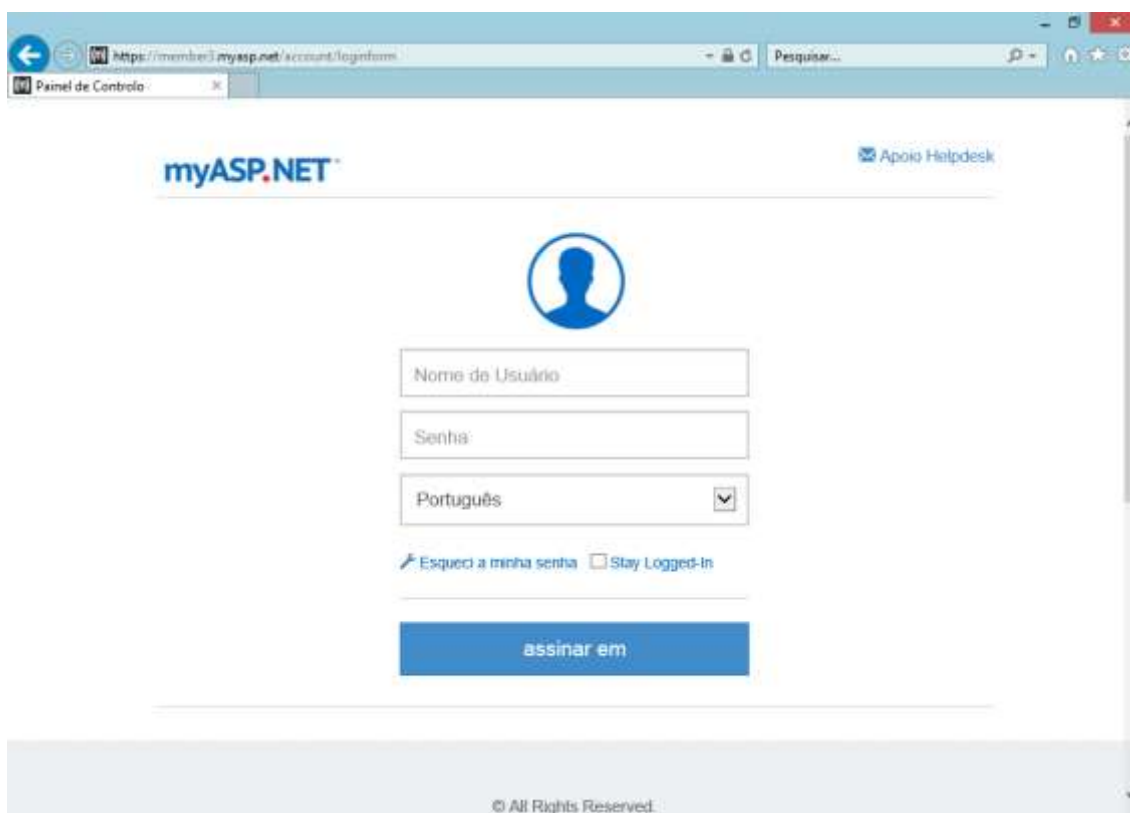 https://member3.myasp.net/account/loginform
Pesquisar...
Painel de Controlo
myASP.NET
Apoio Helpdesk
Nome de Usuário
Senha
Português
Esqueci a minha senha Stay Logged-In
assinar em
© All Rights Reserved.